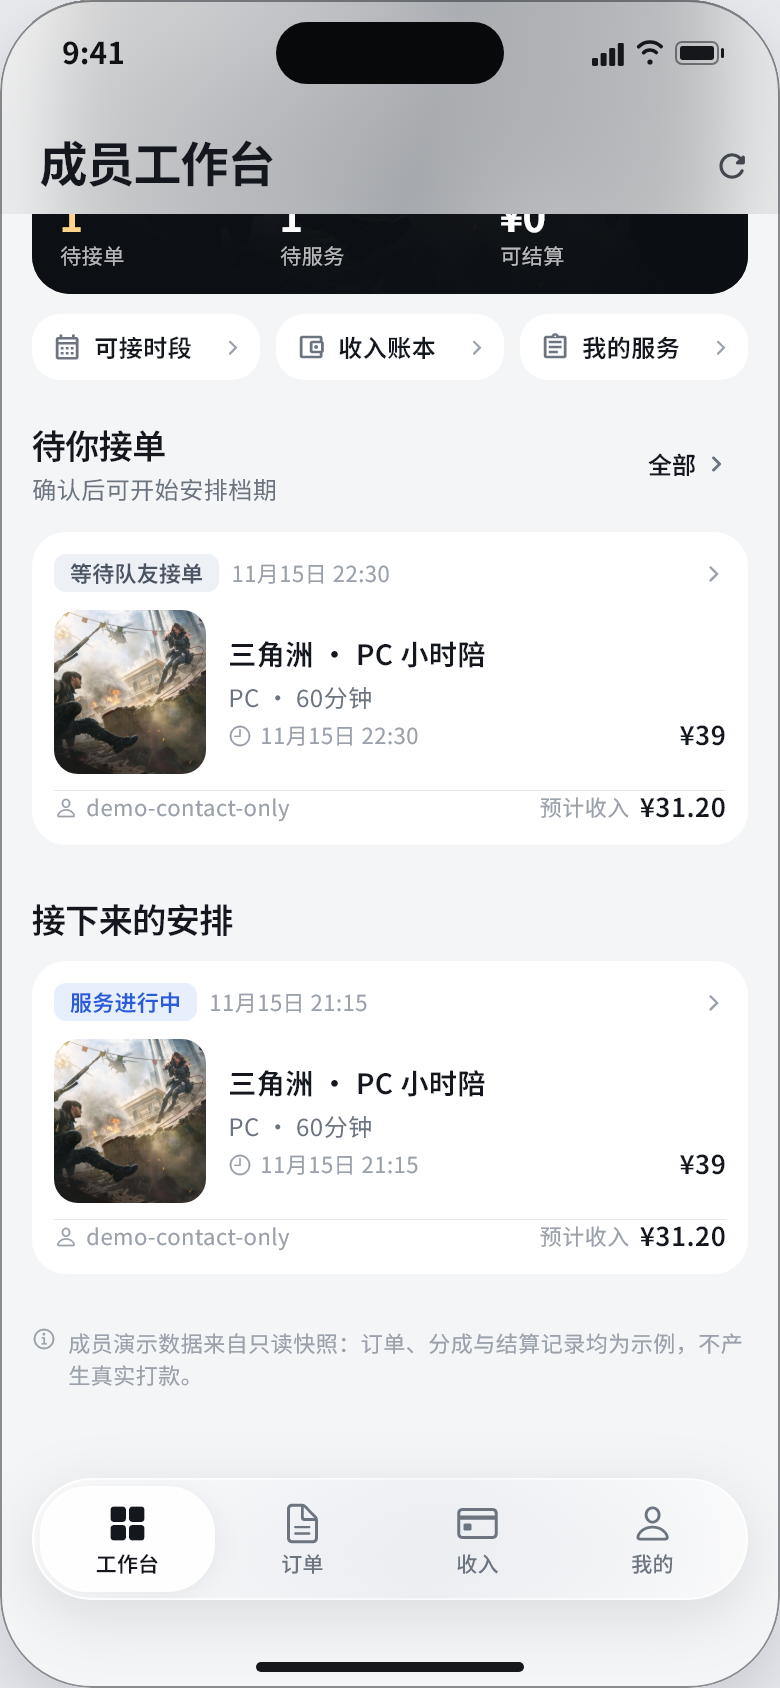 9:41
成员工作台
1 1 ¥0
待接单 待服务 可结算
可接时段 收入账本 我的服务
待你接单
全部
确认后可开始安排档期
等待队友接单 11月15日 22:30
三角洲 · PC 小时陪
PC · 60分钟
11月15日 22:30 ¥39
demo-contact-only 预计收入 ¥31.20
接下来的安排
服务进行中 11月15日 21:15
三角洲 · PC 小时陪
PC · 60分钟
11月15日 21:15 ¥39
demo-contact-only 预计收入 ¥31.20
成员演示数据来自只读快照：订单、分成与结算记录均为示例，不产
生真实打款。
工作台 订单 收入 我的